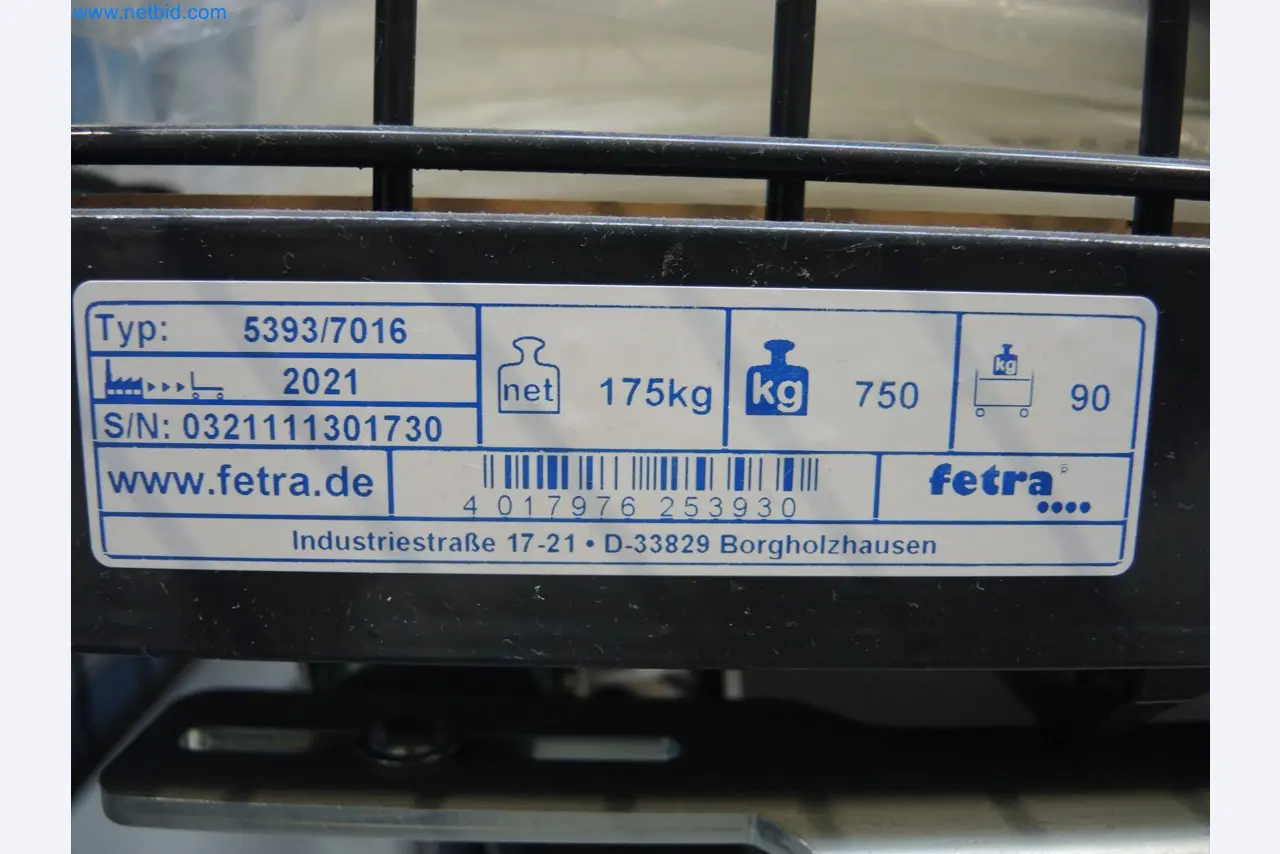 www.netbid.com
Typ: 5393/7016
2021
S/N: 0321111301730
net 175kg
kg 750
kg 90
www.fetra.de
4 017976 253930
fetra®
Industriestraße 17-21 • D-33829 Borgholzhausen